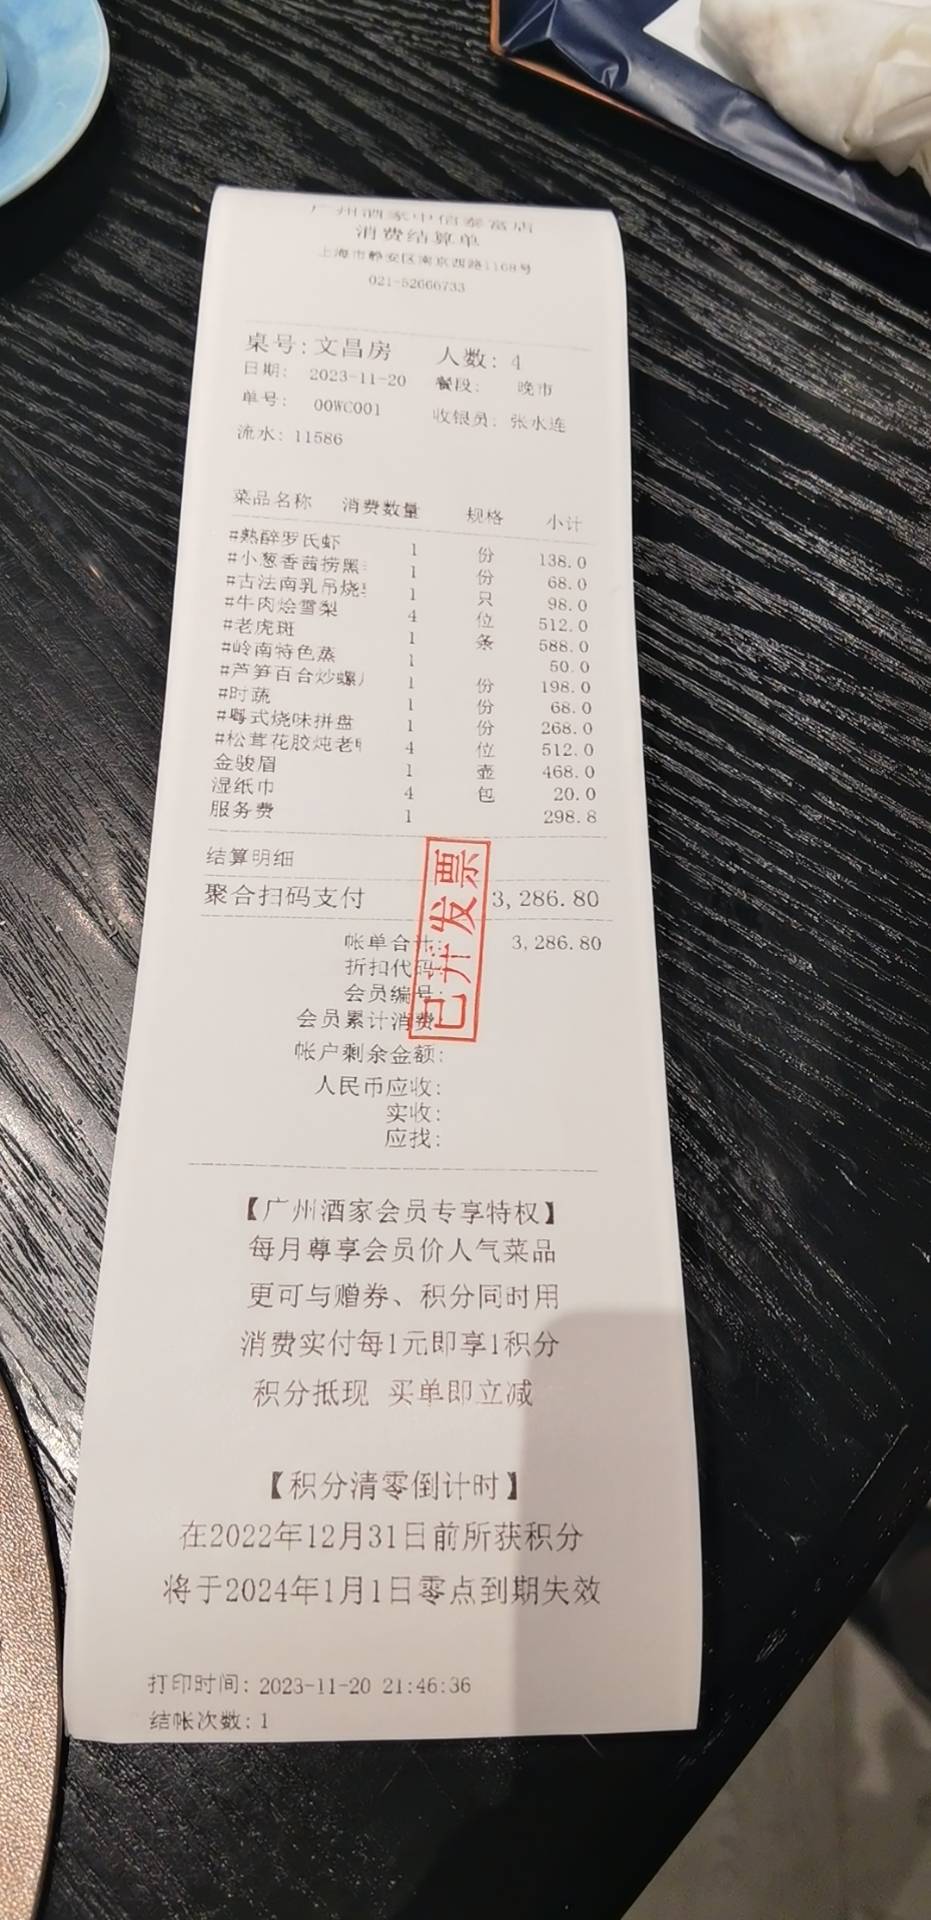 广州酒家中信泰富店
消费结算单
上海市静安区南京西路1168号
021-52666733
桌号:文昌房 人数: 4
日期: 2023-11-20 餐段: 晚市
单号: 00WC001 收银员: 张水连
流水: 11586
菜品名称 消费数量 规格 小计
#熟醉罗氏虾 1 份 138.0
#小葱香茜捞黑 1 份 68.0
#古法南乳吊烧 1 只 98.0
#牛肉烩雪梨 4 位 512.0
#老虎斑 1 条 588.0
#岭南特色蒸 1 50.0
#芦笋百合炒螺 1 份 198.0
#时蔬 1 份 68.0
#粤式烧味拼盘 1 份 268.0
#松茸花胶炖老 4 位 512.0
金骏眉 1 壶 468.0
湿纸巾 4 包 20.0
服务费 1 298.8
结算明细
聚合扫码支付 3,286.80
帐单合计: 3,286.80
折扣代码:
会员编号:
会员累计消费:
已开发票
帐户剩余金额:
人民币应收:
实收:
应找:
【广州酒家会员专享特权】
每月尊享会员价人气菜品
更可与赠券、积分同时用
消费实付每1元即享1积分
积分抵现 买单即立减
【积分清零倒计时】
在2022年12月31日前所获积分
将于2024年1月1日零点到期失效
打印时间: 2023-11-20 21:46:36
结帐次数: 1